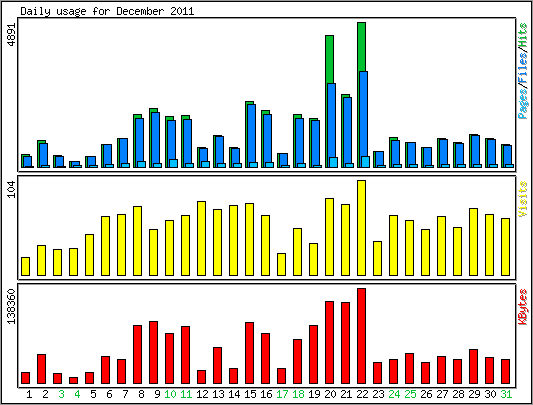 Daily usage for December 2011
4891
Pages/Files/Hits
104
Visits
138360
KBytes
1 2 3 4 5 6 7 8 9 10 11 12 13 14 15 16 17 18 19 20 21 22 23 24 25 26 27 28 29 30 31